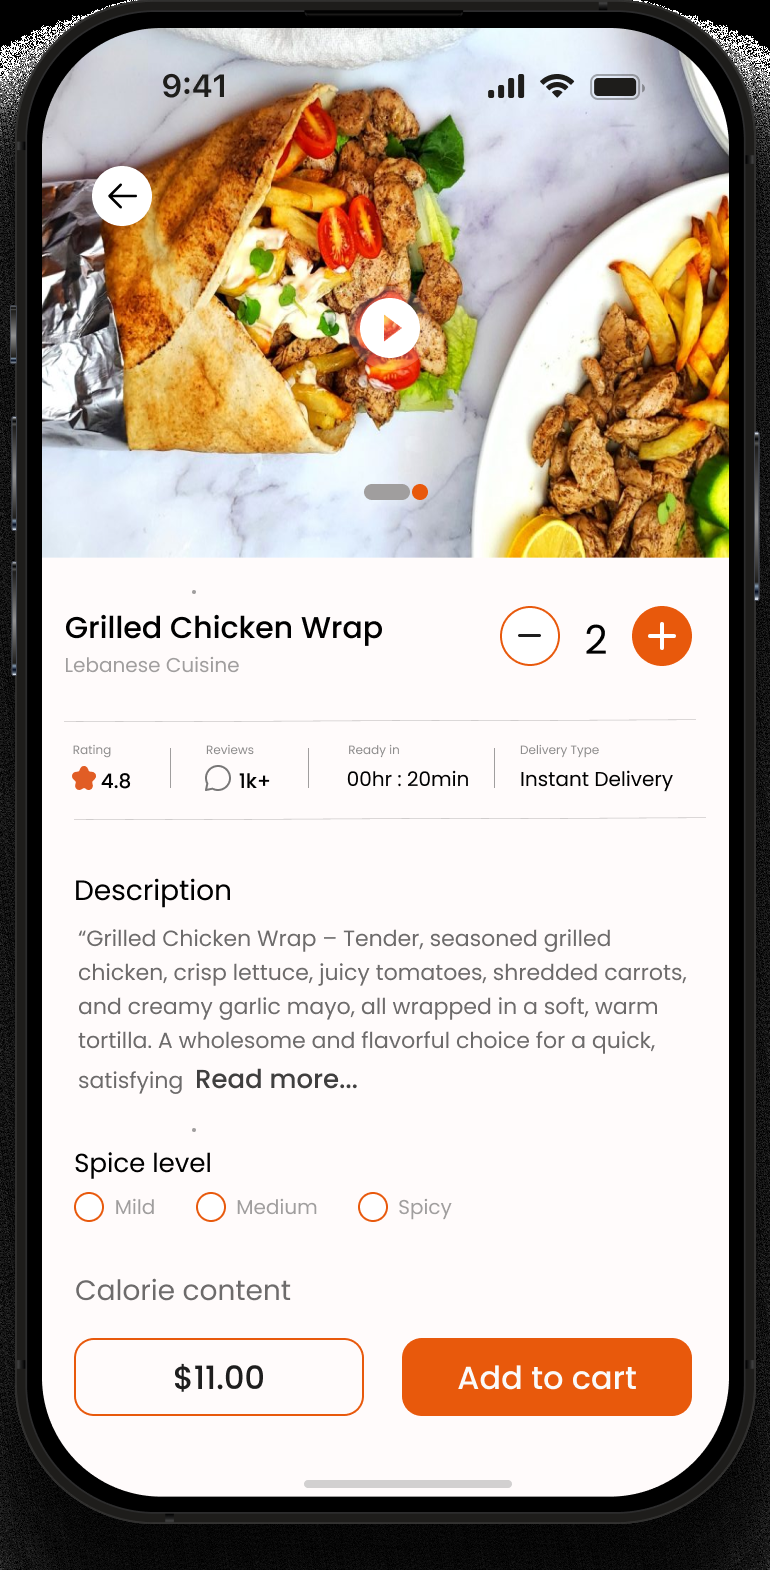 9:41
Grilled Chicken Wrap
2
Lebanese Cuisine
Rating
Reviews
Ready in
Delivery Type
4.8
1k+
00hr : 20min
Instant Delivery
Description
“Grilled Chicken Wrap – Tender, seasoned grilled
chicken, crisp lettuce, juicy tomatoes, shredded carrots,
and creamy garlic mayo, all wrapped in a soft, warm
tortilla. A wholesome and flavorful choice for a quick,
satisfying Read more...
Spice level
Mild
Medium
Spicy
Calorie content
$11.00
Add to cart